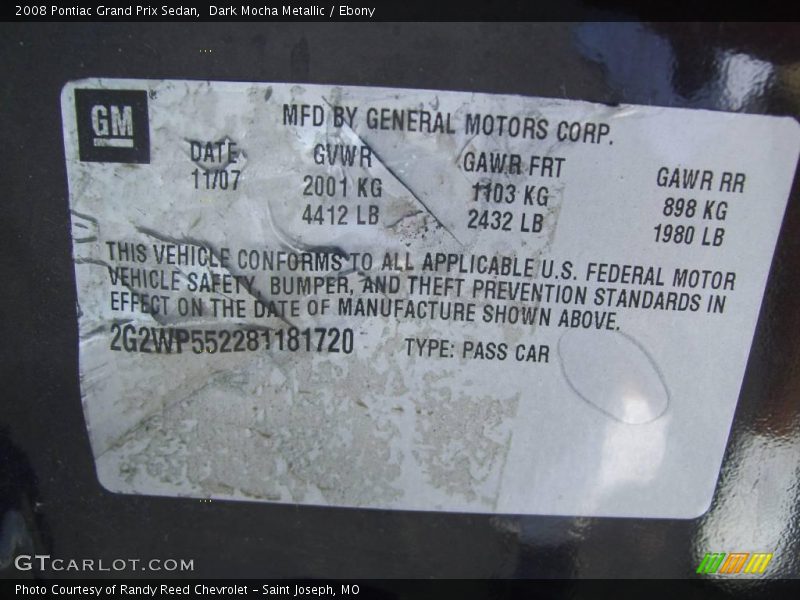 2008 Pontiac Grand Prix Sedan,  Dark Mocha Metallic / Ebony
GM
MFD BY GENERAL MOTORS CORP.
DATE GVWR GAWR FRT GAWR RR
11/07 2001 KG 1103 KG 898 KG
4412 LB 2432 LB 1980 LB
THIS VEHICLE CONFORMS TO ALL APPLICABLE U.S. FEDERAL MOTOR
VEHICLE SAFETY, BUMPER, AND THEFT PREVENTION STANDARDS IN
EFFECT ON THE DATE OF MANUFACTURE SHOWN ABOVE.
2G2WP552281181720 TYPE: PASS CAR
GTCARLOT.COM
Photo Courtesy of Randy Reed Chevrolet - Saint Joseph, MO